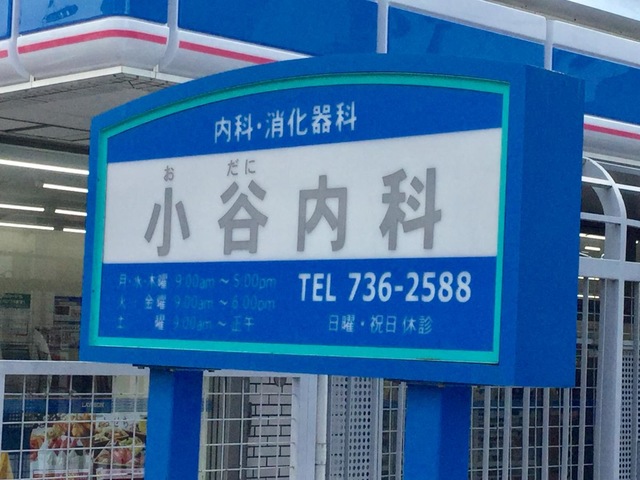 内科・消化器科
お だに
小谷内科
月・水・木曜 9:00am～5:00pm
火・金曜 9:00am～6:00pm
土曜 9:00am～正午
TEL 736-2588
日曜・祝日休診